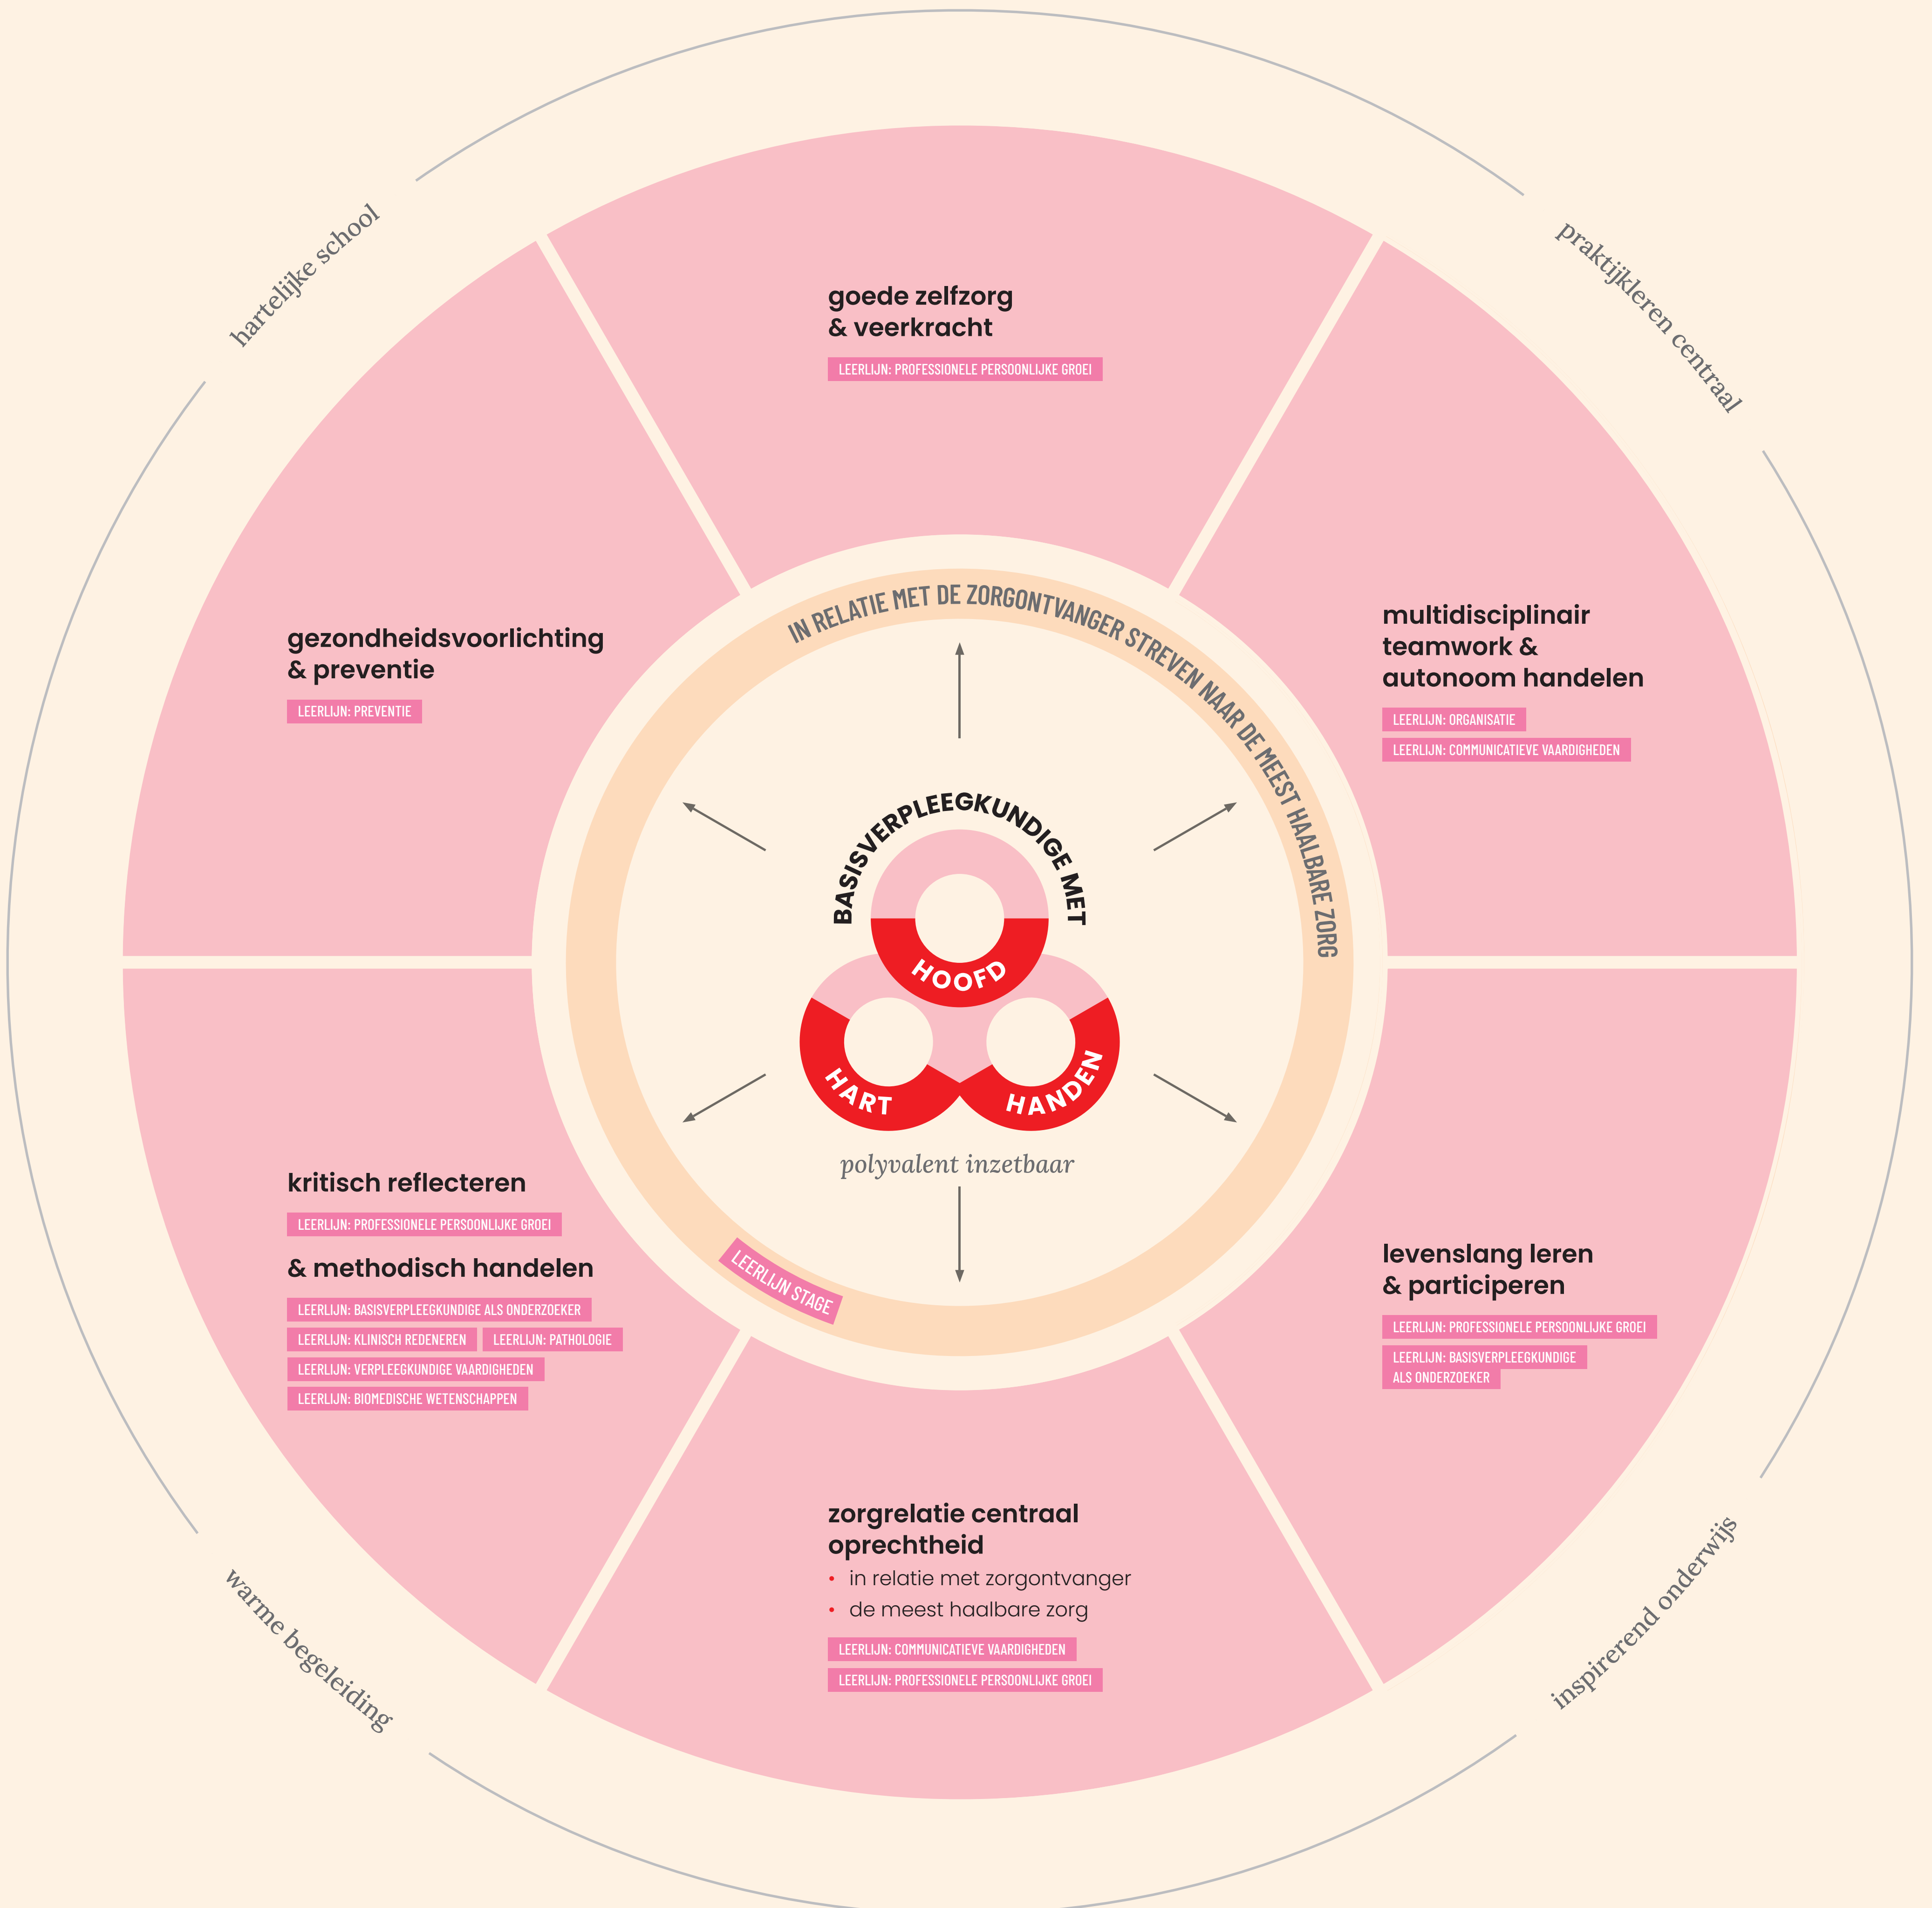 hartelijke school
praktijkleren centraal
goede zelfzorg
& veerkracht
LEERLIJN: PROFESSIONELE PERSOONLIJKE GROEI
multidisciplinair
teamwork &
autonoom handelen
LEERLIJN: ORGANISATIE
LEERLIJN: COMMUNICATIEVE VAARDIGHEDEN
gezondheidsvoorlichting
& preventie
LEERLIJN: PREVENTIE
IN RELATIE MET DE ZORGONTVANGER STREVEN NAAR DE MEEST HAALBARE ZORG
BASISVERPLEEGKUNDIGE MET
HOOFD
HART
HANDEN
polyvalent inzetbaar
LEERLIJN STAGE
kritisch reflecteren
LEERLIJN: PROFESSIONELE PERSOONLIJKE GROEI
& methodisch handelen
LEERLIJN: BASISVERPLEEGKUNDIGE ALS ONDERZOEKER
LEERLIJN: KLINISCH REDENEREN LEERLIJN: PATHOLOGIE
LEERLIJN: VERPLEEGKUNDIGE VAARDIGHEDEN
LEERLIJN: BIOMEDISCHE WETENSCHAPPEN
levenslang leren
& participeren
LEERLIJN: PROFESSIONELE PERSOONLIJKE GROEI
LEERLIJN: BASISVERPLEEGKUNDIGE
ALS ONDERZOEKER
zorgrelatie centraal
oprechtheid
• in relatie met zorgontvanger
• de meest haalbare zorg
LEERLIJN: COMMUNICATIEVE VAARDIGHEDEN
LEERLIJN: PROFESSIONELE PERSOONLIJKE GROEI
warme begeleiding
inspirerend onderwijs